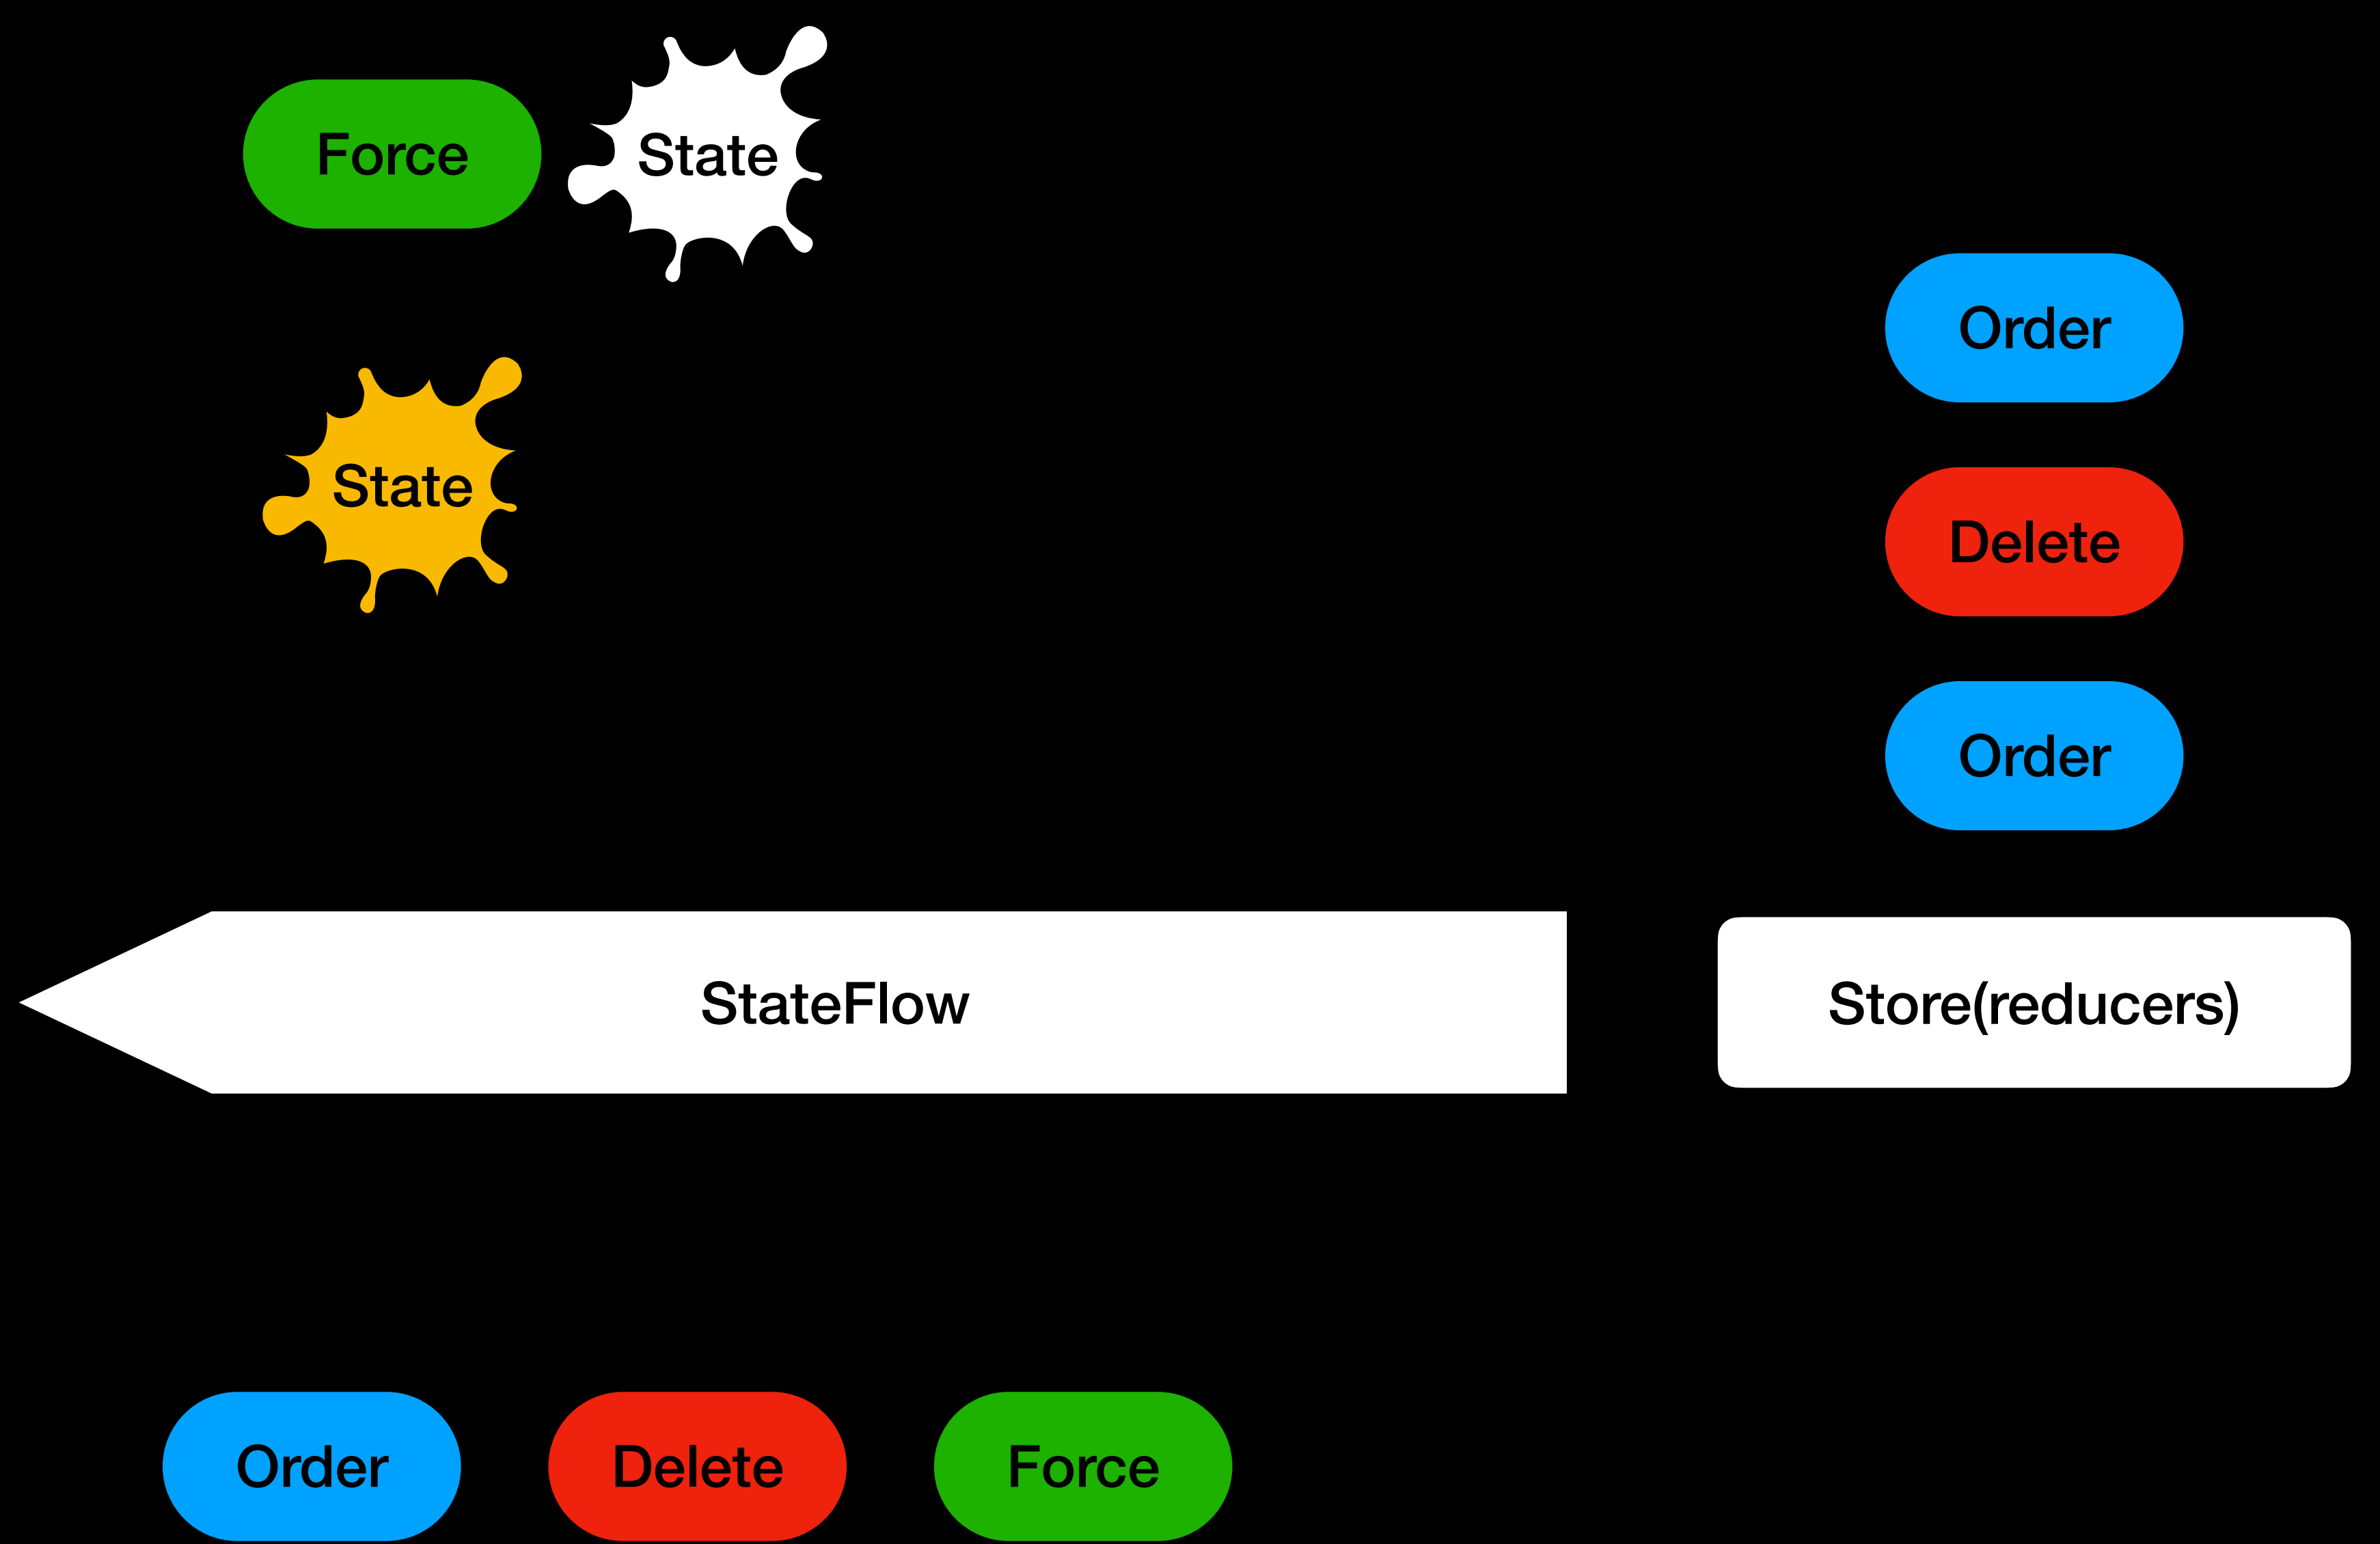 Force
State
Order
State
Delete
Order
StateFlow
Store(reducers)
Order
Delete
Force